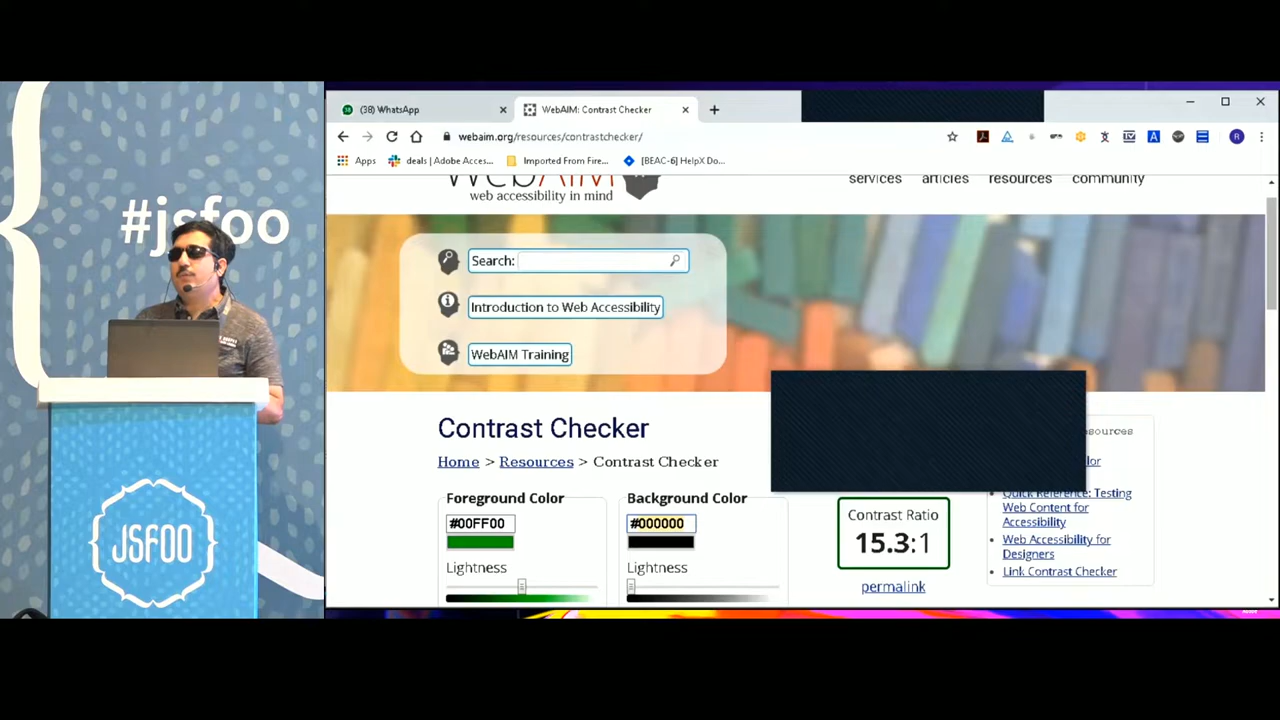 #jsfoo
JSFOO
(38) WhatsApp
WebAIM: Contrast Checker
webaim.org/resources/contrastchecker/
Apps
deals | Adobe Acces...
Imported From Fire...
[BEAC-6] HelpX Do...
WebAIM
web accessibility in mind
services
articles
resources
community
Search:
Introduction to Web Accessibility
WebAIM Training
Contrast Checker
Home > Resources > Contrast Checker
Foreground Color
#00FF00
Lightness
Background Color
#000000
Lightness
Contrast Ratio
15.3:1
permalink
esources
lor
Quick Reference: Testing
Web Content for
Accessibility
Web Accessibility for
Designers
Link Contrast Checker